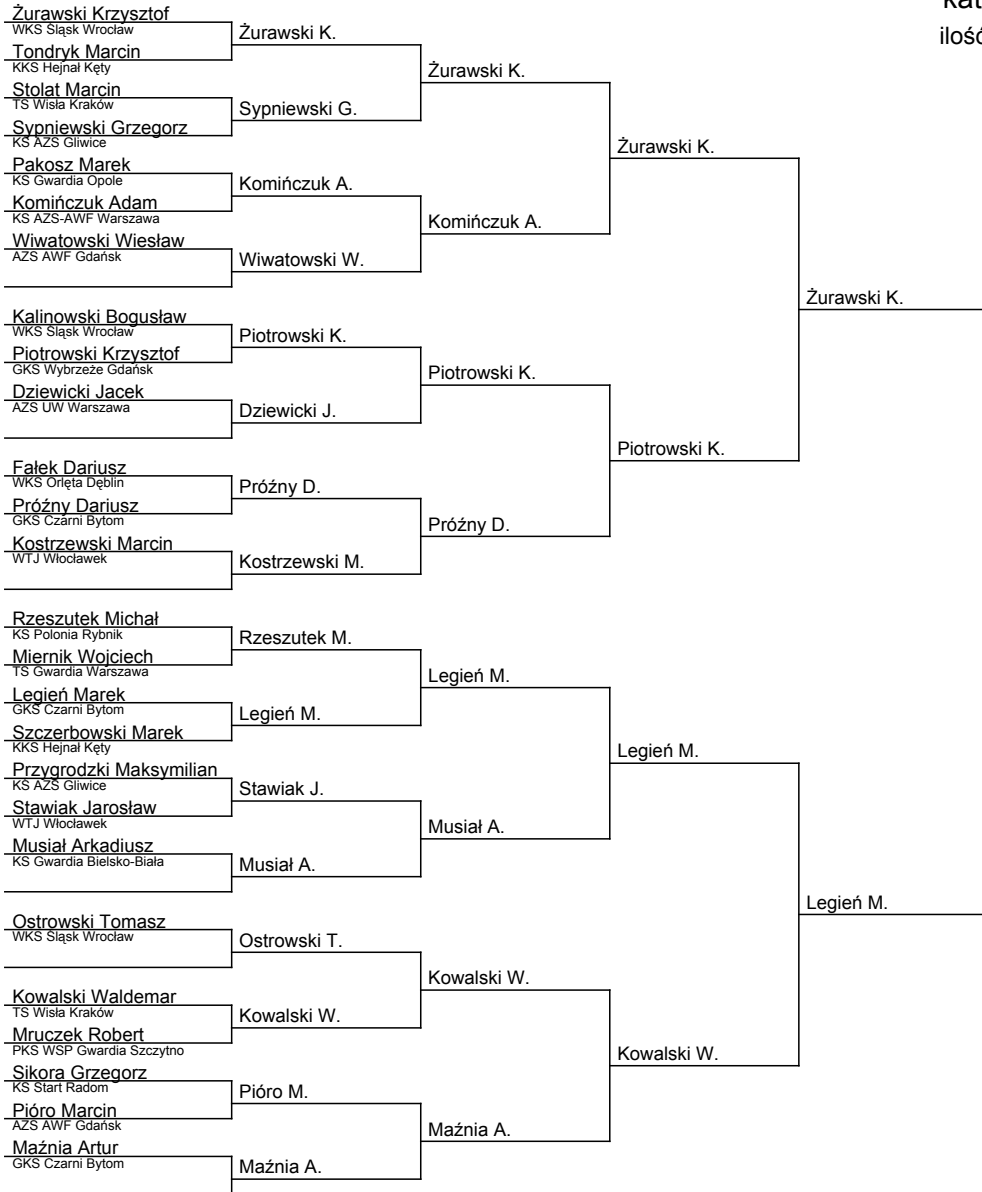 Żurawski Krzysztof
WKS Śląsk Wrocław
Tondryk Marcin
KKS Hejnał Kęty
Stolat Marcin
TS Wisła Kraków
Sypniewski Grzegorz
KS AZS Gliwice
Pakosz Marek
KS Gwardia Opole
Komińczuk Adam
KS AZS-AWF Warszawa
Wiwatowski Wiesław
AZS AWF Gdańsk
Kalinowski Bogusław
WKS Śląsk Wrocław
Piotrowski Krzysztof
GKS Wybrzeże Gdańsk
Dziewicki Jacek
AZS UW Warszawa
Fałek Dariusz
WKS Orlęta Dęblin
Próźny Dariusz
GKS Czarni Bytom
Kostrzewski Marcin
WTJ Włocławek
Rzeszutek Michał
KS Polonia Rybnik
Miernik Wojciech
TS Gwardia Warszawa
Legień Marek
GKS Czarni Bytom
Szczerbowski Marek
KKS Hejnał Kęty
Przygrodzki Maksymilian
KS AZS Gliwice
Stawiak Jarosław
WTJ Włocławek
Musiał Arkadiusz
KS Gwardia Bielsko-Biała
Ostrowski Tomasz
WKS Śląsk Wrocław
Kowalski Waldemar
TS Wisła Kraków
Mruczek Robert
PKS WSP Gwardia Szczytno
Sikora Grzegorz
KS Start Radom
Pióro Marcin
AZS AWF Gdańsk
Maźnia Artur
GKS Czarni Bytom
Żurawski K.
Sypniewski G.
Komińczuk A.
Wiwatowski W.
Piotrowski K.
Dziewicki J.
Próźny D.
Kostrzewski M.
Rzeszutek M.
Legień M.
Stawiak J.
Musiał A.
Ostrowski T.
Kowalski W.
Pióro M.
Maźnia A.
Żurawski K.
Komińczuk A.
Piotrowski K.
Próźny D.
Legień M.
Musiał A.
Kowalski W.
Maźnia A.
Żurawski K.
Piotrowski K.
Legień M.
Kowalski W.
Żurawski K.
Legień M.
kat
ilość